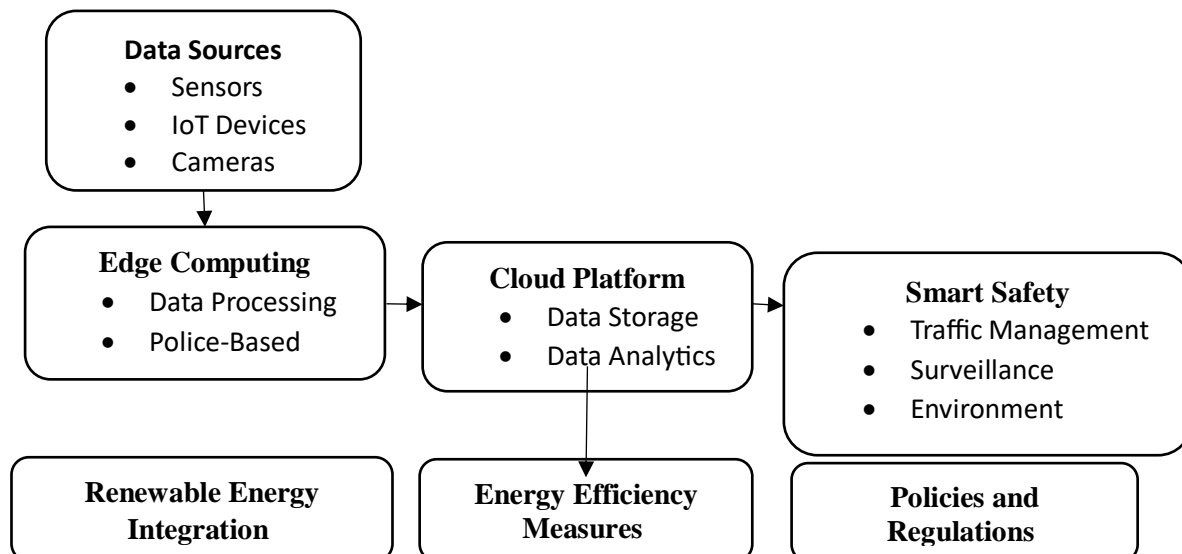 Data Sources
• Sensors
• IoT Devices
• Cameras
Edge Computing
• Data Processing
• Police-Based
Cloud Platform
• Data Storage
• Data Analytics
Smart Safety
• Traffic Management
• Surveillance
• Environment
Renewable Energy
Integration
Energy Efficiency
Measures
Policies and
Regulations